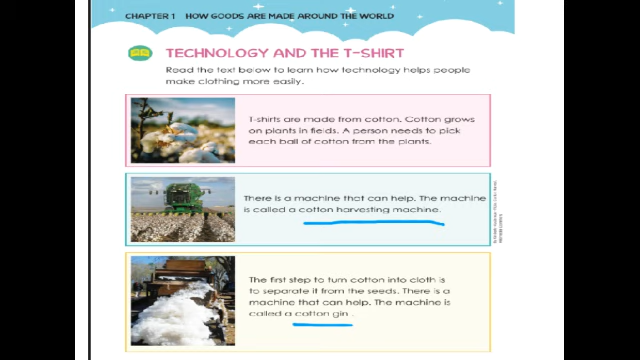 CHAPTER 1 HOW GOODS ARE MADE AROUND THE WORLD
TECHNOLOGY AND THE T-SHIRT
Read the text below to learn how technology helps people
make clothing more easily.
T-shirts are made from cotton. Cotton grows
on plants in fields. A person needs to pick
each ball of cotton from the plants.
There is a machine that can help. The machine
is called a cotton harvesting machine.
The first step to turn cotton into cloth is
to separate it from the seeds. There is a
machine that can help. The machine is
called a cotton gin .